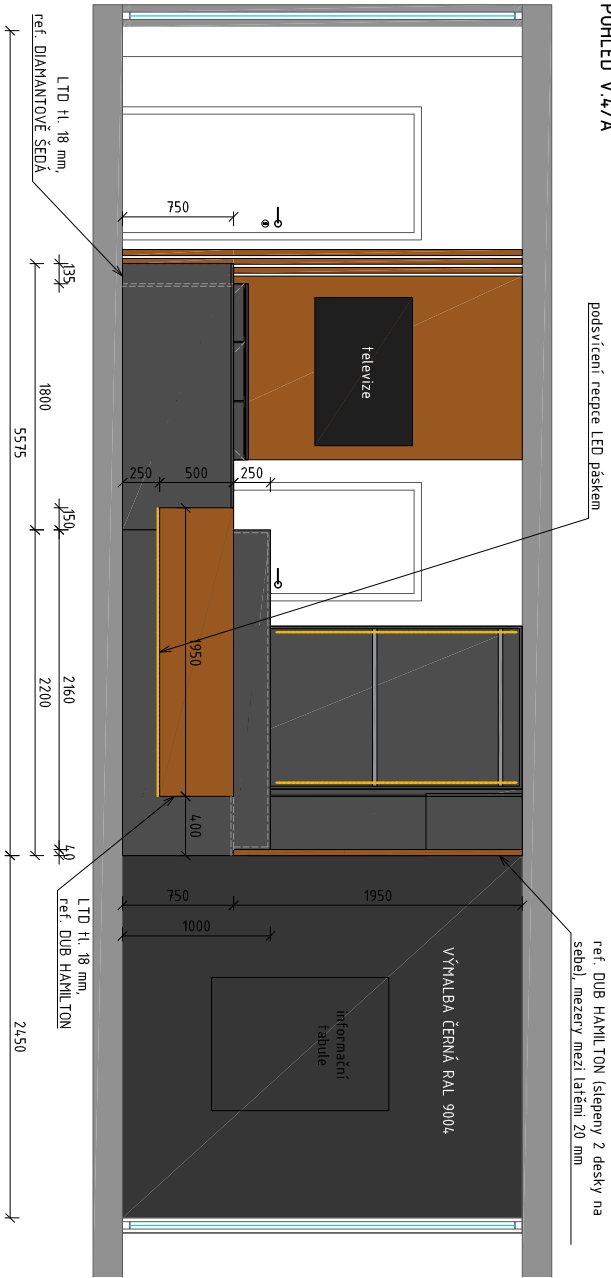 POHLED V.4/A
podsvícení recpce LED páskem
ref. DUB HAMILTON (slepeny 2 desky na
sebe), mezery mezi latěmi 20 mm
televize
VÝMALBA ČERNÁ RAL 9004
informační
tabule
LTD tl. 18 mm,
ref. DIAMANTOVĚ ŠEDÁ
LTD tl. 18 mm,
ref. DUB HAMILTON
750
250
500
250
1950
400
750
1950
1000
135
150
2160
40
1800
2200
5575
2450